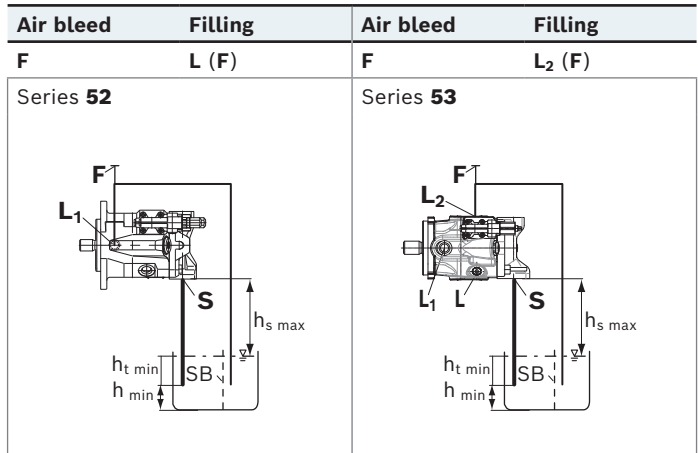 Air bleed Filling Air bleed Filling
F L (F) F L₂ (F)
Series 52
F
L₁
S
hs max
ht min
SB
h min
Series 53
F
L₂
L₁ L
S
hs max
ht min
SB
h min